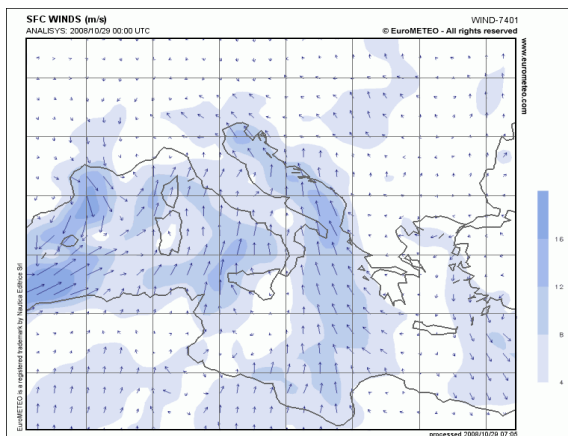 SFC WINDS (m/s)
WIND-7401
ANALISYS: 2008/10/29 00:00 UTC
© EuroMETEO - All rights reserved
www.eurometeo.com
EuroMETEO is a registered trademark by Nautica Editrice Srl
16
12
8
4
processed 2008/10/29 07:05